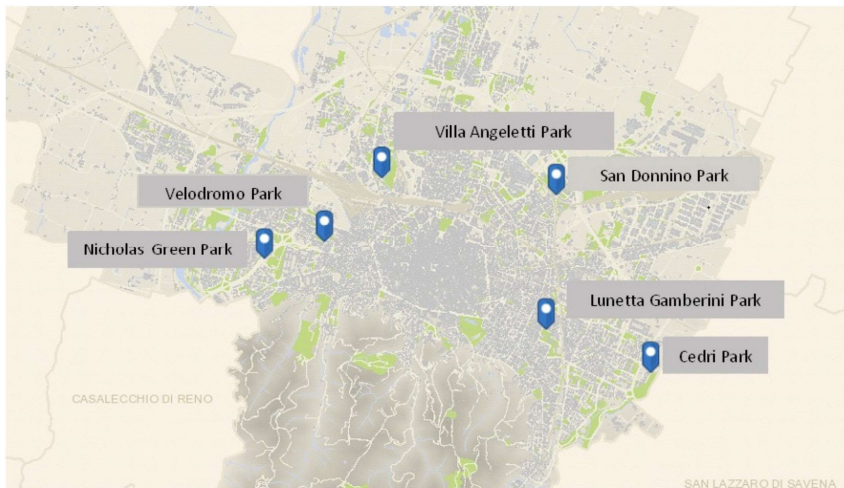 Villa Angeletti Park
San Donnino Park
Velodromo Park
Nicholas Green Park
Lunetta Gamberini Park
Cedri Park
CASALECCHIO DI RENO
SAN LAZZARO DI SAVENA